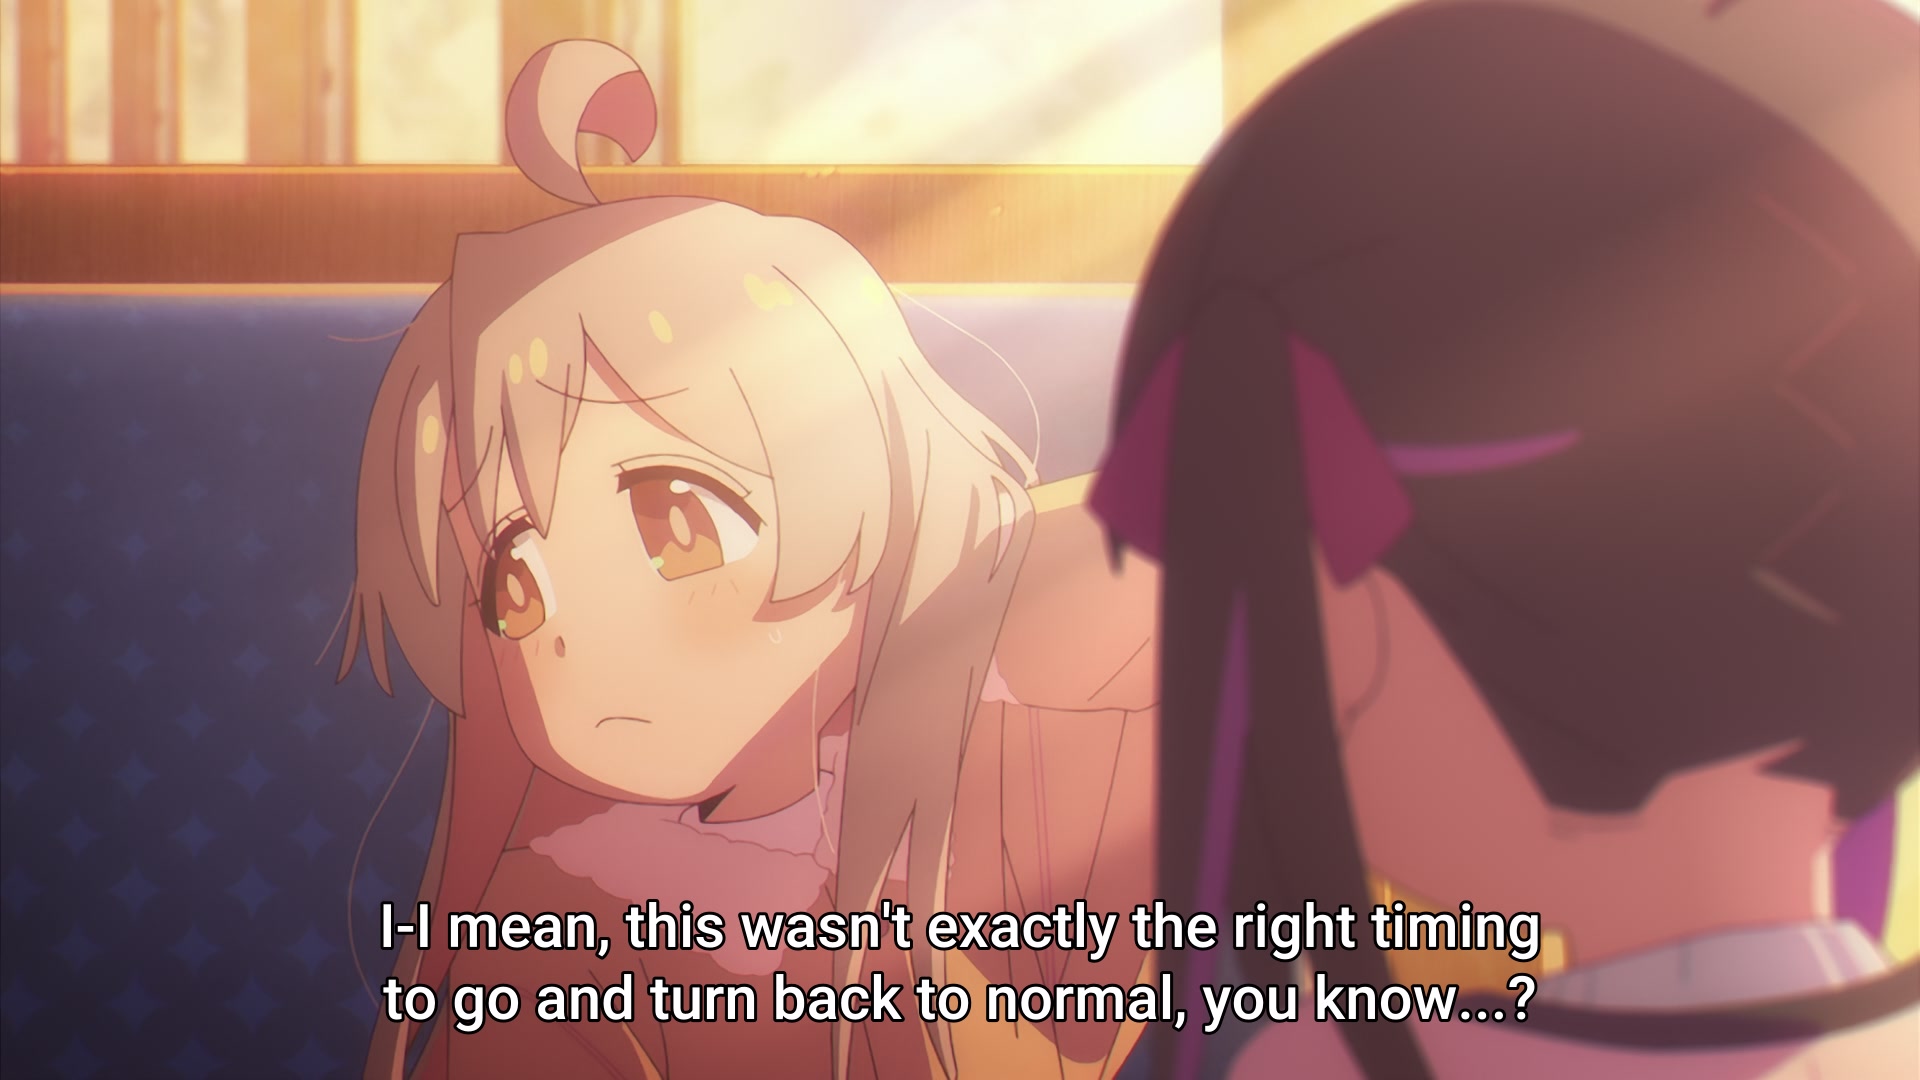 I-I mean, this wasn't exactly the right timing
to go and turn back to normal, you know...?